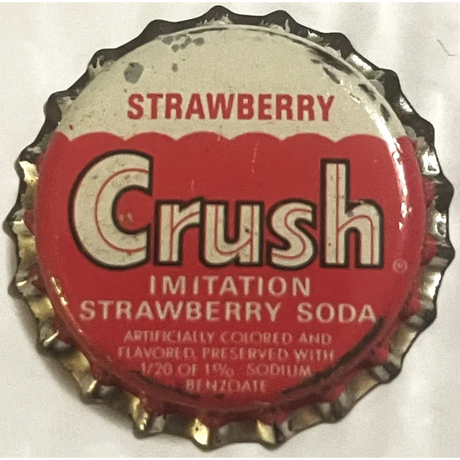 STRAWBERRY
Crush®
IMITATION
STRAWBERRY SODA
ARTIFICIALLY COLORED AND
FLAVORED, PRESERVED WITH
1/20 OF 1% SODIUM
BENZOATE